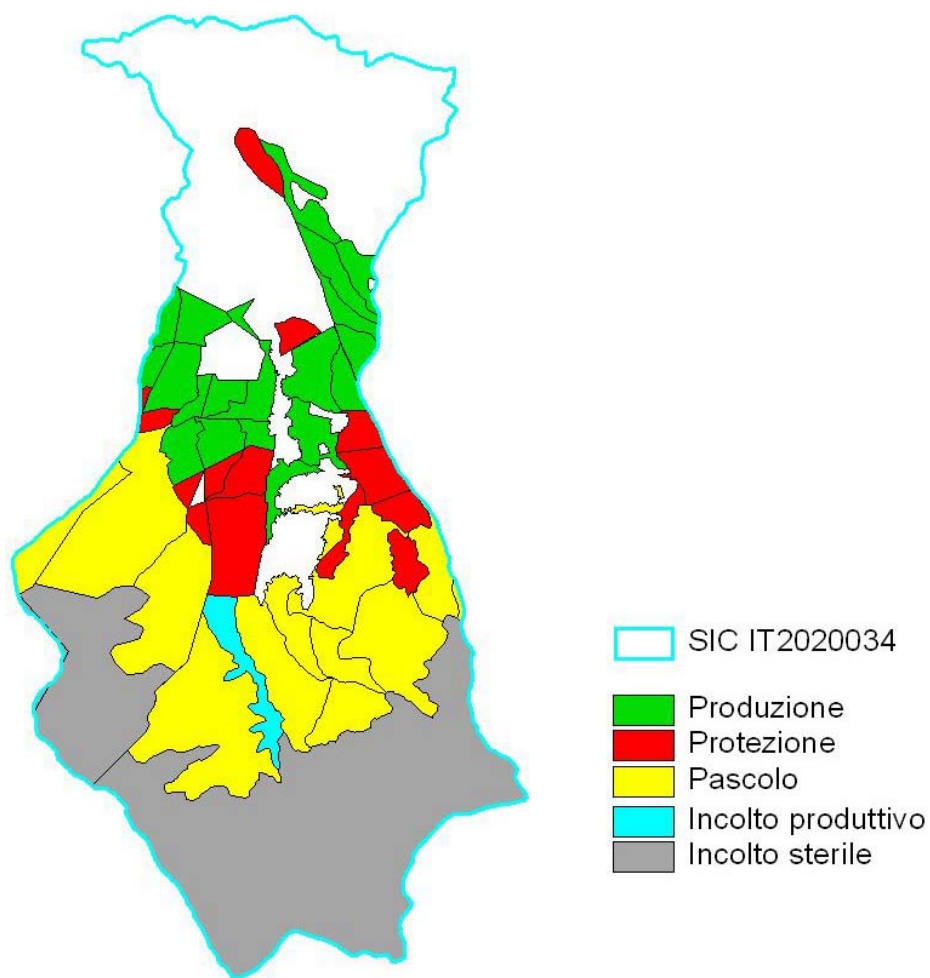 SIC IT2020034
Produzione
Protezione
Pascolo
Incolto produttivo
Incolto sterile